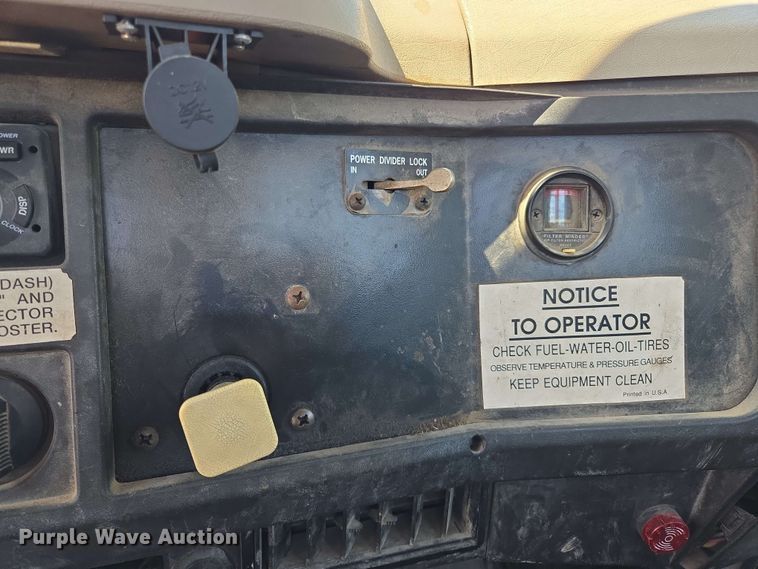 POWER
WR
DISP
CLOCK
DASH)
" AND
ECTOR
OSTER.
POWER DIVIDER LOCK
IN OUT
FILTER MINDER
NOTICE
TO OPERATOR
CHECK FUEL-WATER-OIL-TIRES
OBSERVE TEMPERATURE & PRESSURE GAUGES
KEEP EQUIPMENT CLEAN
Printed in U.S.A
Purple Wave Auction